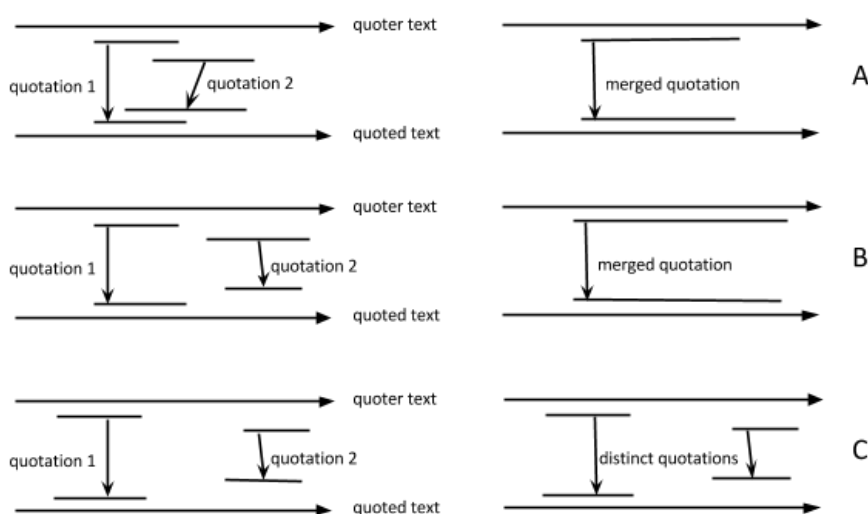 quoter text
quotation 1
quotation 2
quoted text
merged quotation
A
quoter text
quotation 1
quotation 2
quoted text
merged quotation
B
quoter text
quotation 1
quotation 2
quoted text
distinct quotations
C